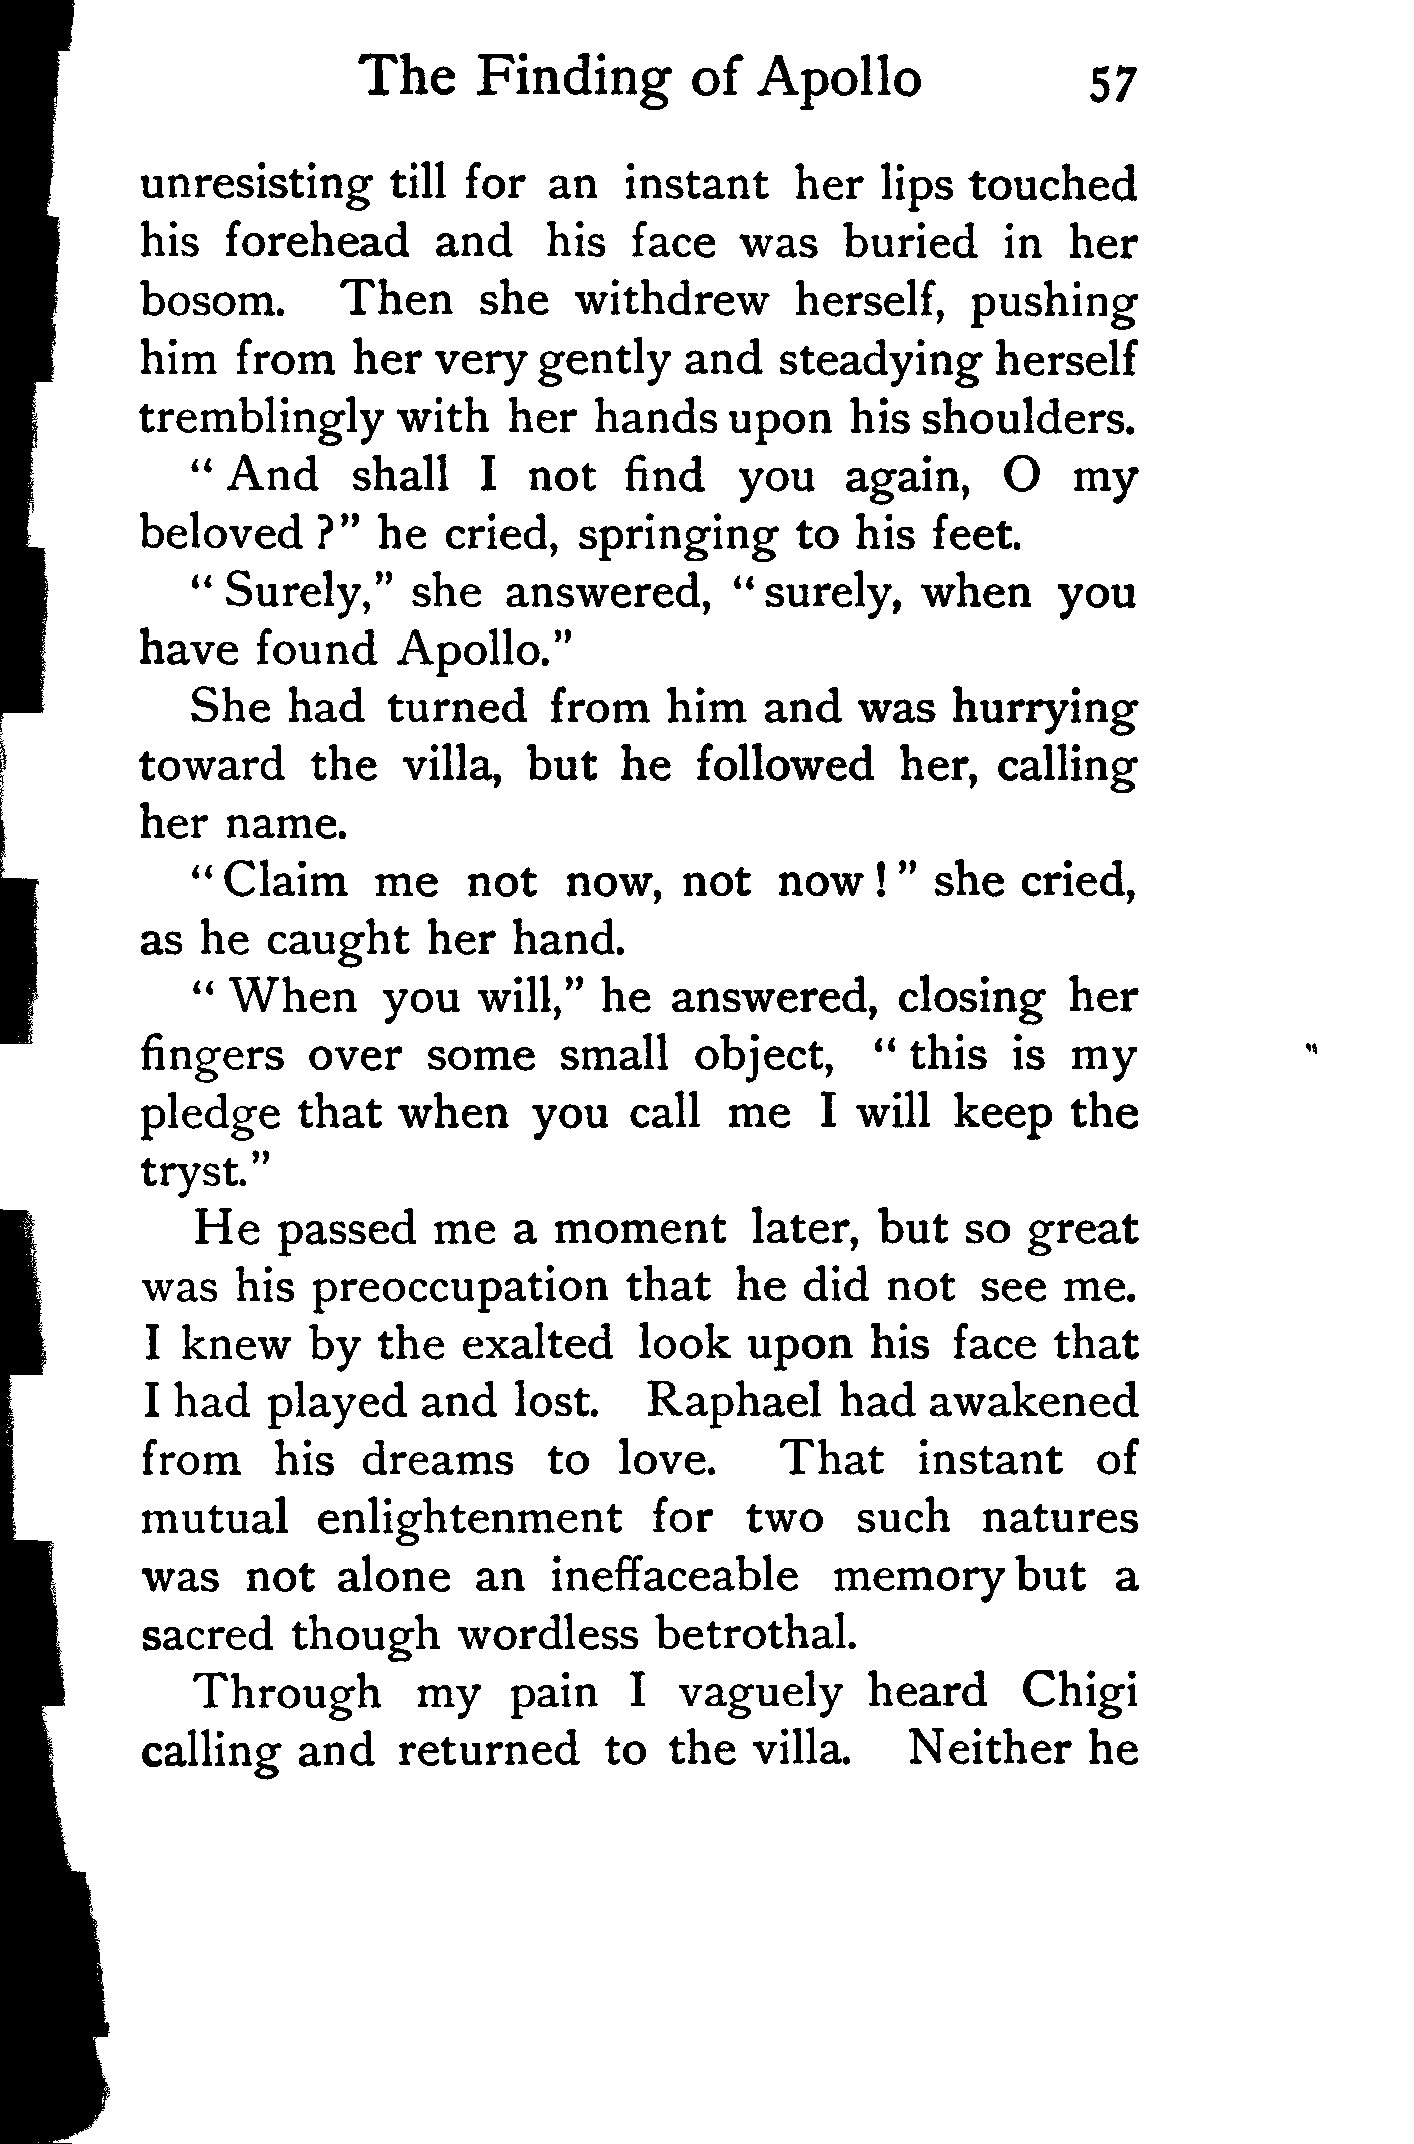 The Finding of Apollo 57
unresisting till for an instant her lips touched
his forehead and his face was buried in her
bosom. Then she withdrew herself, pushing
him from her very gently and steadying herself
tremblingly with her hands upon his shoulders.
“ And shall I not find you again, O my
beloved ?” he cried, springing to his feet.
“ Surely,” she answered, “ surely, when you
have found Apollo.”
She had turned from him and was hurrying
toward the villa, but he followed her, calling
her name.
“ Claim me not now, not now ! ” she cried,
as he caught her hand.
“ When you will,” he answered, closing her
fingers over some small object, “ this is my
pledge that when you call me I will keep the
tryst.”
He passed me a moment later, but so great
was his preoccupation that he did not see me.
I knew by the exalted look upon his face that
I had played and lost. Raphael had awakened
from his dreams to love. That instant of
mutual enlightenment for two such natures
was not alone an ineffaceable memory but a
sacred though wordless betrothal.
Through my pain I vaguely heard Chigi
calling and returned to the villa. Neither he